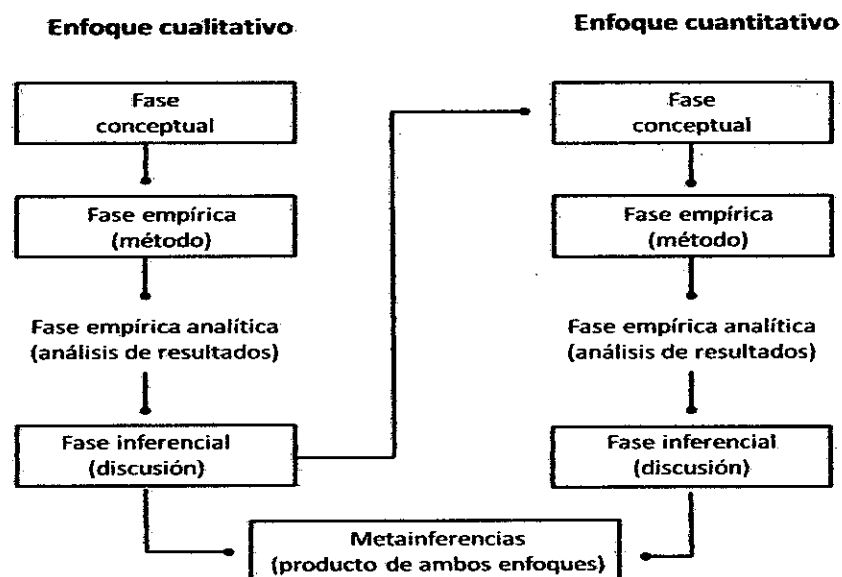 Enfoque cualitativo
Fase
conceptual
Fase empírica
(método)
Fase empírica analítica
(análisis de resultados)
Fase inferencial
(discusión)
Enfoque cuantitativo
Fase
conceptual
Fase empírica
(método)
Fase empírica analítica
(análisis de resultados)
Fase inferencial
(discusión)
Metainferencias
(producto de ambos enfoques)